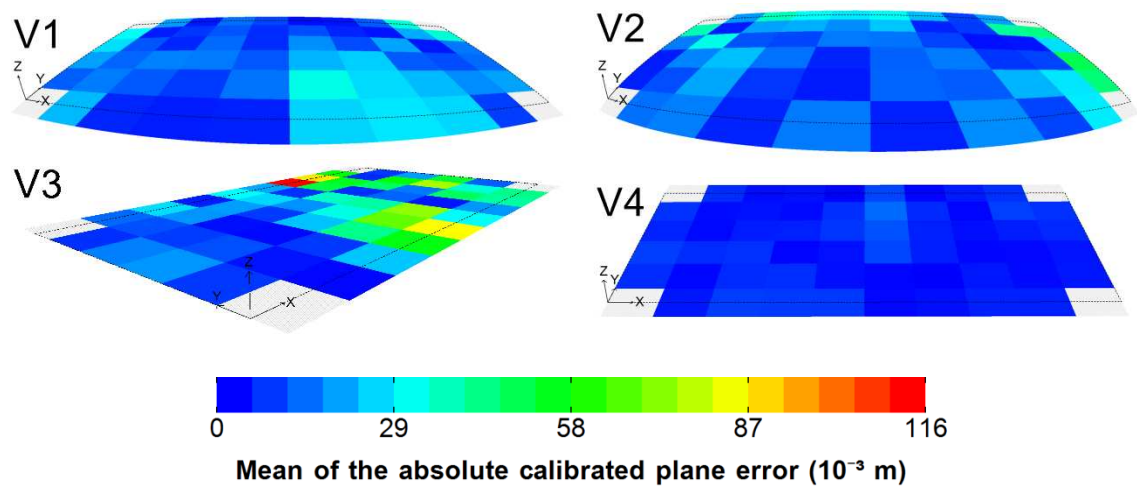 V1
Z
Y
X
V2
Z
Y
X
V3
Z
Y
X
V4
Z
Y
X
0 29 58 87 116
Mean of the absolute calibrated plane error (10⁻³ m)